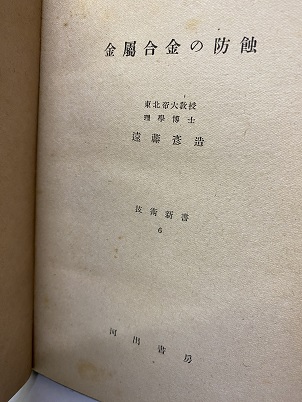 金屬合金の防蝕
東北帝大教授
理學博士
遠藤彥造
技術新書
6
河出書房